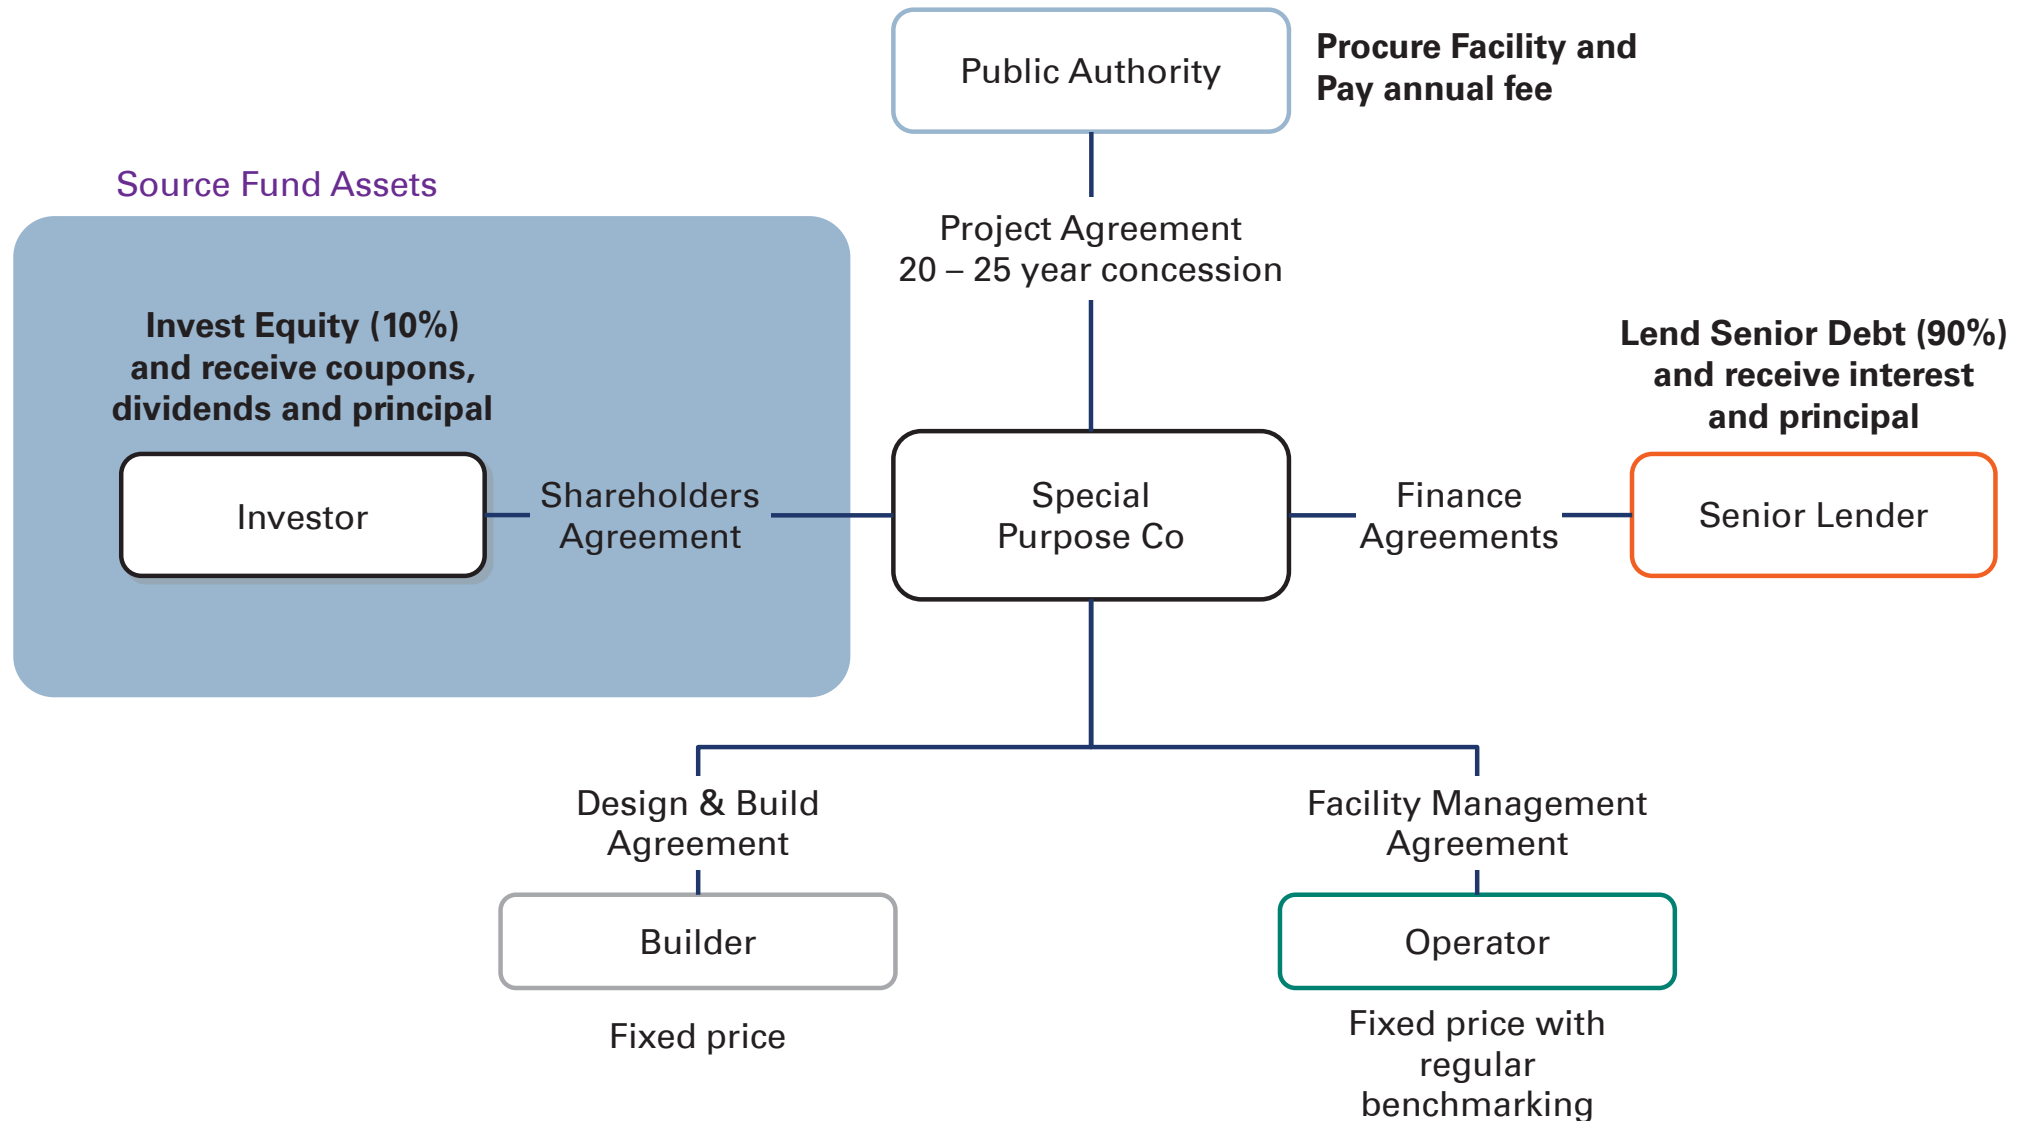 Public Authority
Procure Facility and
Pay annual fee
Source Fund Assets
Project Agreement
20 – 25 year concession
Invest Equity (10%)
and receive coupons,
dividends and principal
Lend Senior Debt (90%)
and receive interest
and principal
Investor
Shareholders
Agreement
Special
Purpose Co
Finance
Agreements
Senior Lender
Design & Build
Agreement
Facility Management
Agreement
Builder
Operator
Fixed price
Fixed price with
regular
benchmarking